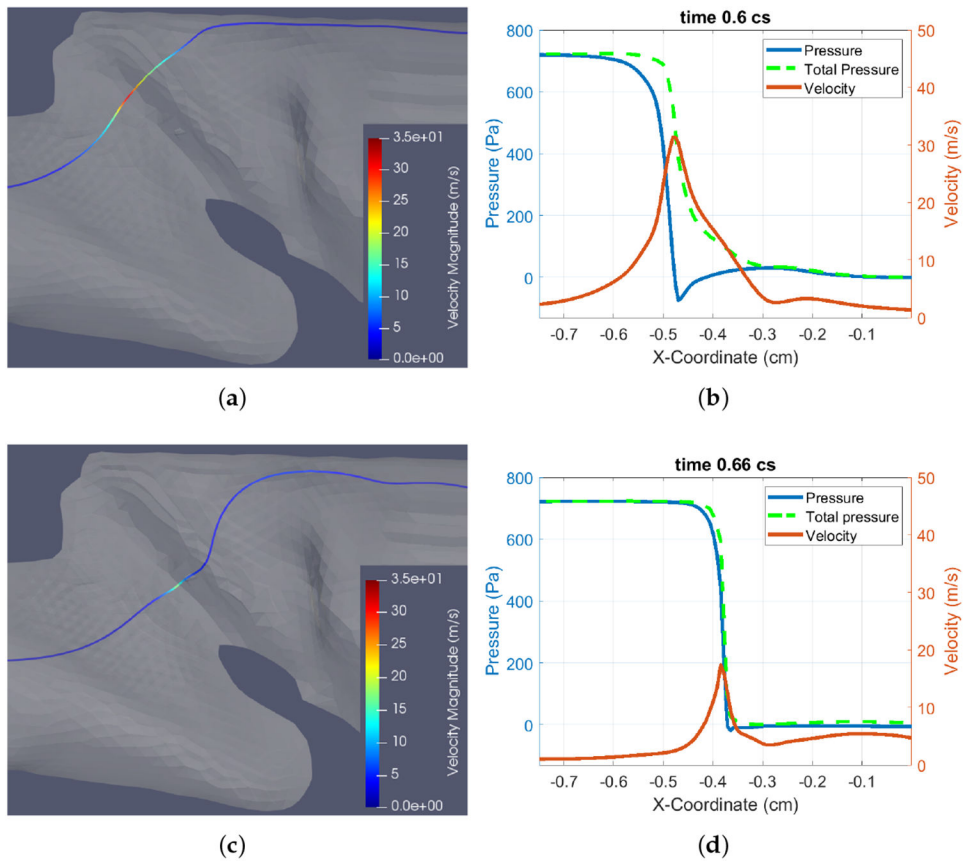 3.5e+01
30
25
20
15
10
5
0.0e+00
Velocity Magnitude (m/s)
(a)
time 0.6 cs
800
600
400
200
0
Pressure (Pa)
50
40
30
20
10
0
Velocity (m/s)
Pressure
Total Pressure
Velocity
-0.7 -0.6 -0.5 -0.4 -0.3 -0.2 -0.1
X-Coordinate (cm)
(b)
3.5e+01
30
25
20
15
10
5
0.0e+00
Velocity Magnitude (m/s)
(c)
time 0.66 cs
800
600
400
200
0
Pressure (Pa)
50
40
30
20
10
0
Velocity (m/s)
Pressure
Total pressure
Velocity
-0.7 -0.6 -0.5 -0.4 -0.3 -0.2 -0.1
X-Coordinate (cm)
(d)